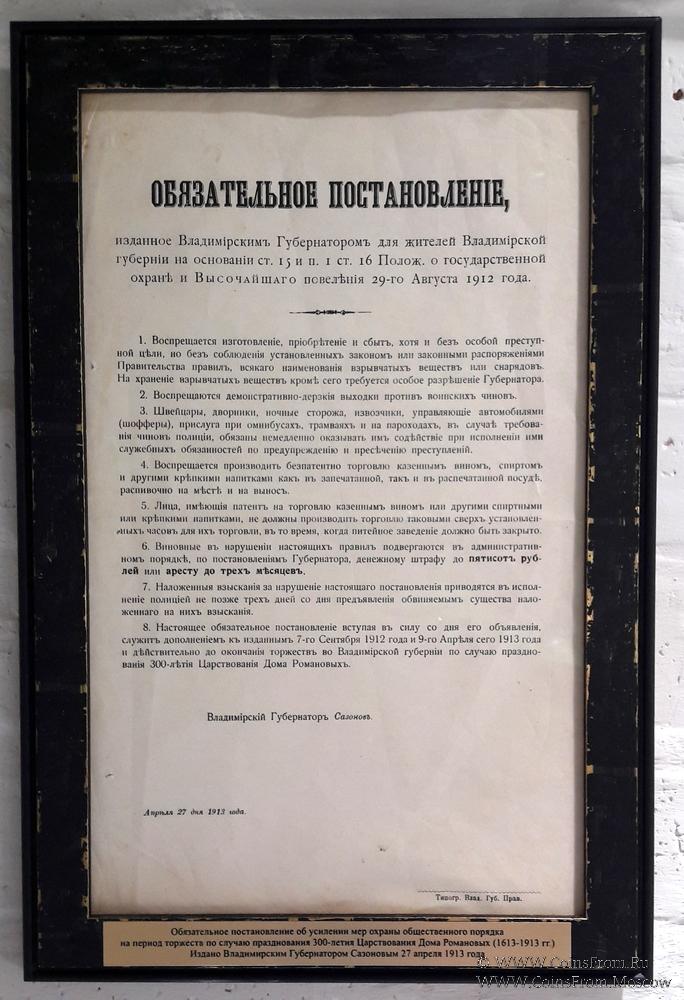 ОБЯЗАТЕЛЬНОЕ ПОСТАНОВЛЕНІЕ,
изданное Владимірскимъ Губернаторомъ для жителей Владимірской
губерніи на основаніи ст. 15 и п. 1 ст. 16 Полож. о государственной
охранѣ и Высочайшаго повелѣнія 29-го Августа 1912 года.
1. Воспрещается изготовленіе, пріобрѣтеніе и сбытъ, хотя и безъ особой преступ-
ной цѣли, но безъ соблюденія установленныхъ закономъ или законными распоряженіями
Правительства правилъ, всякаго наименованія взрывчатыхъ веществъ или снарядовъ.
На храненіе взрывчатыхъ веществъ кромѣ сего требуется особое разрѣшеніе Губернатора.
2. Воспрещаются демонстративно-дерзкія выходки противъ воинскихъ чиновъ.
3. Швейцары, дворники, ночные сторожа, извозчики, управляющіе автомобилями
(шофферы), прислуга при омнибусахъ, трамваяхъ и на пароходахъ, въ случаѣ требова-
нія чиновъ полиціи, обязаны немедленно оказывать имъ содѣйствіе при исполненіи ими
служебныхъ обязанностей по предупрежденію и пресѣченію преступленій.
4. Воспрещается производить безпатентно торговлю казеннымъ виномъ, спиртомъ
и другими крѣпкими напитками какъ въ запечатанной, такъ и въ распечатанной посудѣ,
распивочно на мѣстѣ и на выносъ.
5. Лица, имѣющія патентъ на торговлю казеннымъ виномъ или другими спиртными
или крѣпкими напитками, не должны производить торговлю таковыми сверхъ установлен-
ныхъ часовъ для ихъ торговли, въ то время, когда питейное заведеніе должно быть закрыто.
6. Виновные въ нарушеніи настоящихъ правилъ подвергаются въ административ-
номъ порядкѣ, по постановленіямъ Губернатора, денежному штрафу до пятисотъ руб-
лей или аресту до трехъ мѣсяцевъ.
7. Наложенныя взысканія за нарушеніе настоящаго постановленія приводятся въ испол-
неніе полиціей не позже трехъ дней со дня предъявленія обвиняемымъ существа нало-
женнаго на нихъ взысканія.
8. Настоящее обязательное постановленіе вступая въ силу со дня его объявленія,
служитъ дополненіемъ къ изданнымъ 7-го Сентября 1912 года и 9-го Апрѣля сего 1913 года
и дѣйствительно до окончанія торжествъ во Владимірской губерніи по случаю празднo-
ванія 300-лѣтія Царствованія Дома Романовыхъ.
Владимірскій Губернаторъ Сазоновъ.
Апрѣля 27 дня 1913 года.
Типогр. Влад. Губ. Прав.
Обязательное постановление об усилении мер охраны общественного порядка
на период торжеств по случаю празднования 300-летия Царствования Дома Романовых (1613-1913 гг.)
Издано Владимирским Губернатором Сазоновым 27 апреля 1913 года
© WWW.CoinsFrom.Ru
WWW.CoinsFrom.Moscow